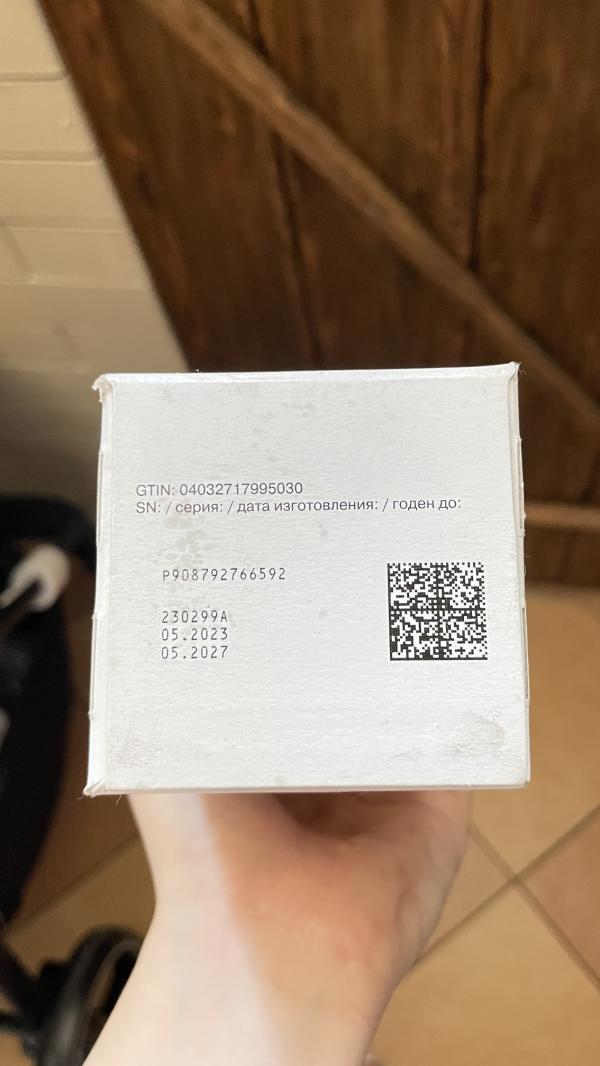 GTIN: 04032717995030
SN: / серия: / дата изготовления: / годен до:
P908792766592
230299A
05.2023
05.2027